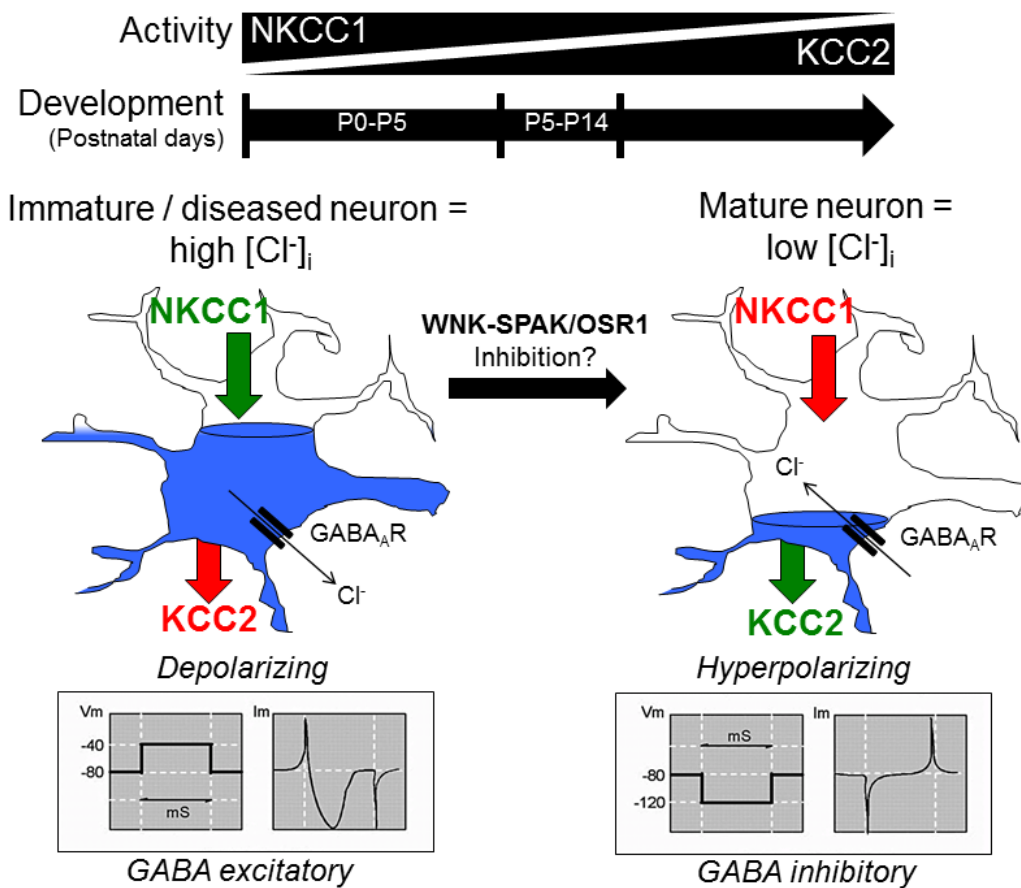 Activity
NKCC1
KCC2
Development
(Postnatal days)
P0-P5
P5-P14
Immature / diseased neuron =
high [Cl⁻]ᵢ
Mature neuron =
low [Cl⁻]ᵢ
NKCC1
WNK-SPAK/OSR1
Inhibition?
NKCC1
GABA_AR
Cl⁻
KCC2
Cl⁻
GABA_AR
KCC2
Depolarizing
Hyperpolarizing
Vm
-40
-80
mS
Im
Vm
mS
-80
-120
Im
GABA excitatory
GABA inhibitory